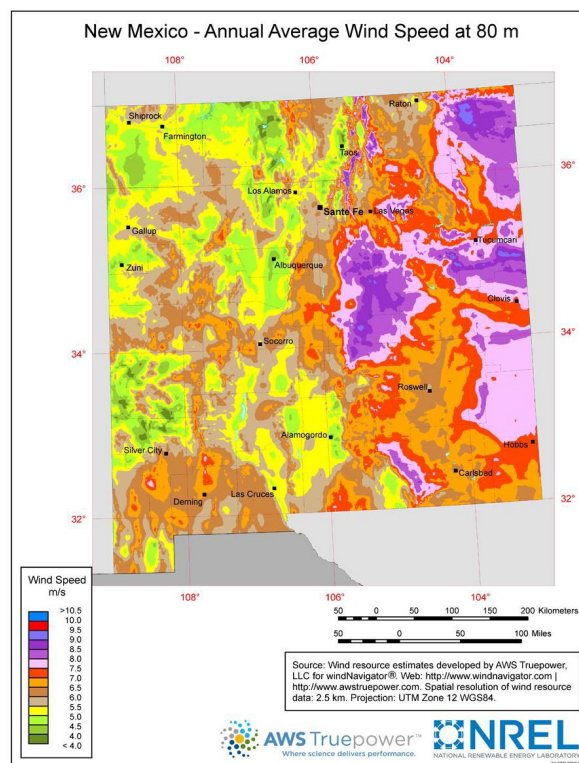 New Mexico - Annual Average Wind Speed at 80 m
108°
106°
104°
Raton
Shiprock
Farmington
Taos
36°
36°
Los Alamos
Sante Fe
Las Vegas
Gallup
Tucumcari
Zuni
Albuquerque
Clovis
34°
Socorro
34°
Roswell
Alamogordo
Hobbs
Silver City
Carlsbad
Las Cruces
Deming
32°
32°
108°
106°
104°
Wind Speed
m/s
>10.5
10.0
9.5
9.0
8.5
8.0
7.5
7.0
6.5
6.0
5.5
5.0
4.5
4.0
< 4.0
50 0 50 100 150 200 Kilometers
50 0 50 100 Miles
Source: Wind resource estimates developed by AWS Truepower,
LLC for windNavigator®. Web: http://www.windnavigator.com |
http://www.awstruepower.com. Spatial resolution of wind resource
data: 2.5 km. Projection: UTM Zone 12 WGS84.
AWS Truepower™
Where science delivers performance.
NREL
NATIONAL RENEWABLE ENERGY LABORATORY